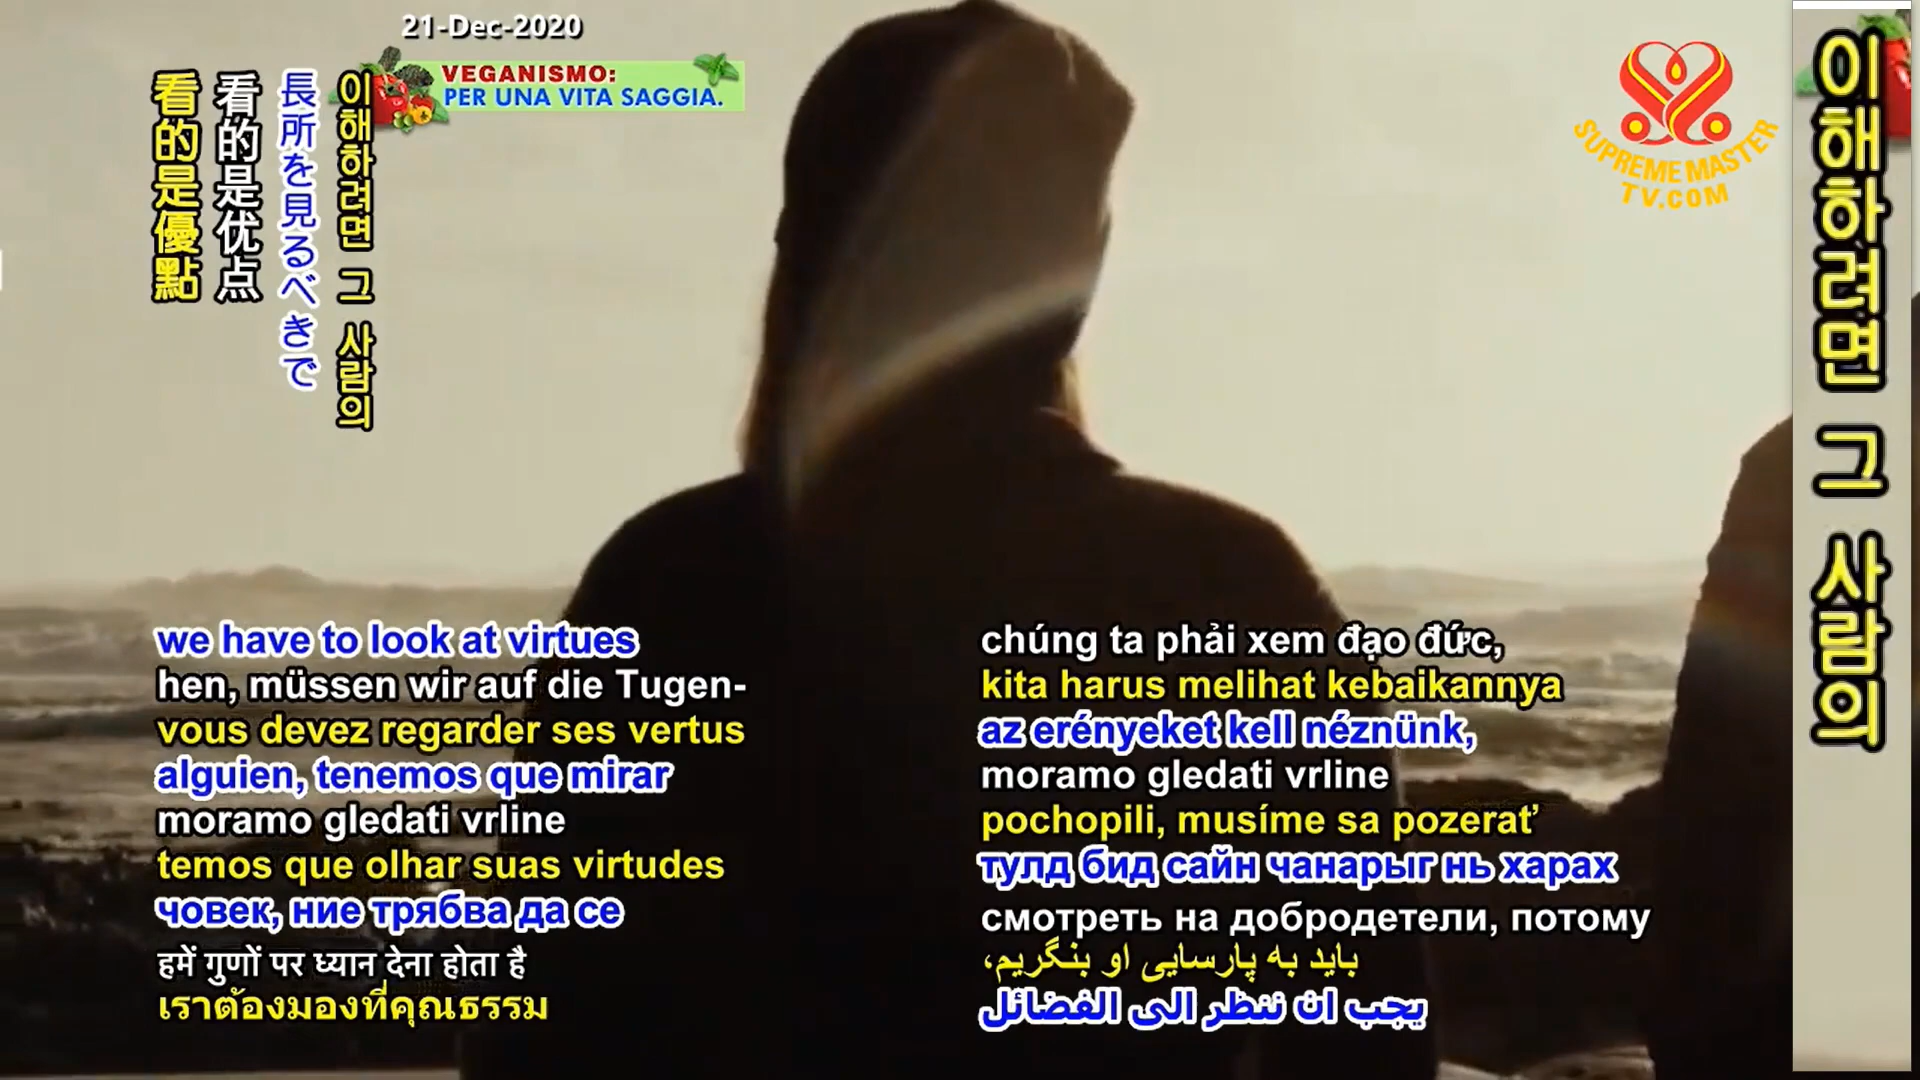 21-Dec-2020
VEGANISMO:
PER UNA VITA SAGGIA.
SUPREME MASTER
TV.COM
看的是優點
看的是优点
長所を見るべきで
이해하려면 그 사람의
이해하려면 그 사람의
we have to look at virtues
hen, müssen wir auf die Tugen-
vous devez regarder ses vertus
alguien, tenemos que mirar
moramo gledati vrline
temos que olhar suas virtudes
човек, ние трябва да се
हमें गुणों पर ध्यान देना होता है
เราต้องมองที่คุณธรรม
chúng ta phải xem đạo đức,
kita harus melihat kebaikannya
az erényeket kell néznünk,
moramo gledati vrline
pochopili, musíme sa pozerať
тулд бид сайн чанарыг нь харах
смотреть на добродетели, потому
باید به پارسایی او بنگریم،
يجب ان ننظر الى الفضائل